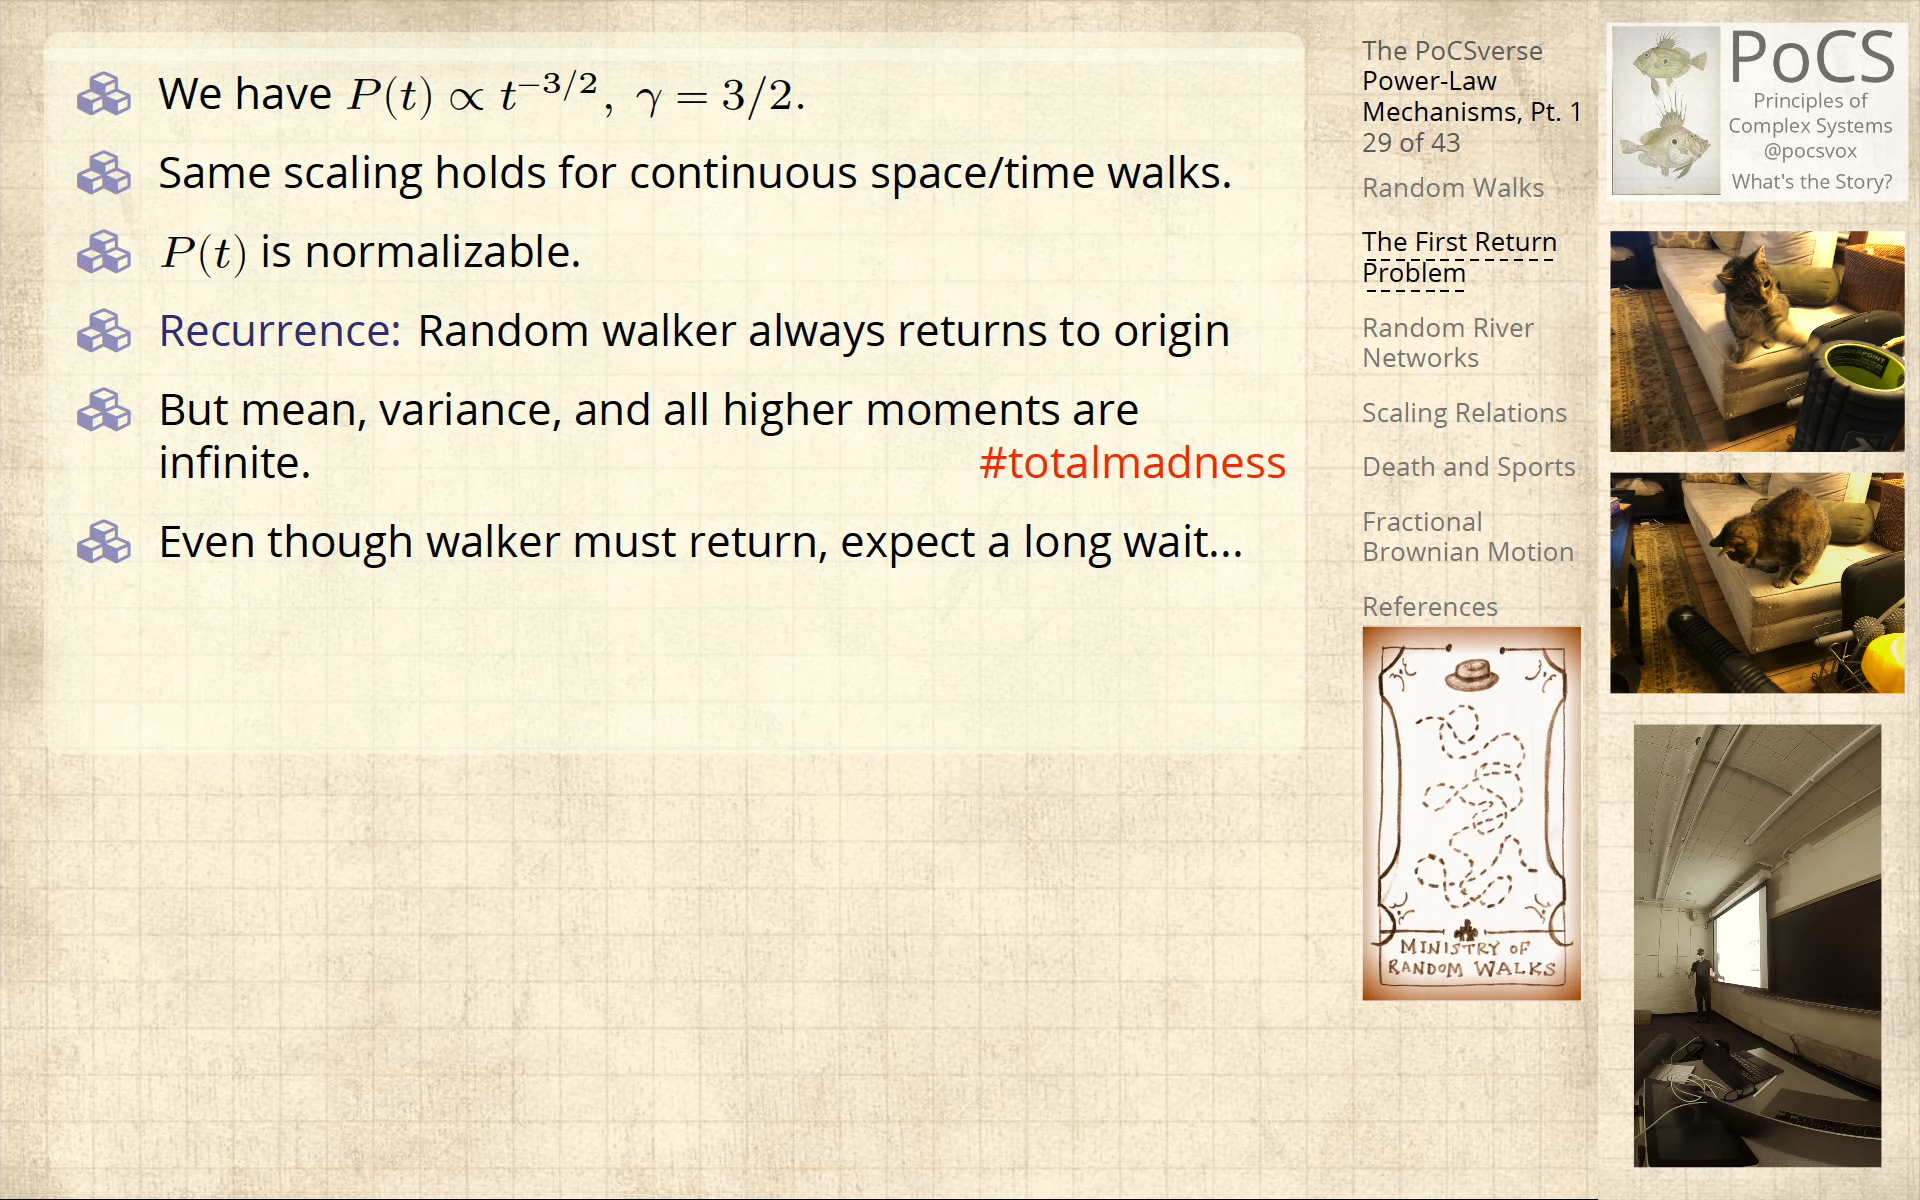 We have P(t) ∝ t^{−3/2}, γ = 3/2.
Same scaling holds for continuous space/time walks.
P(t) is normalizable.
Recurrence: Random walker always returns to origin
But mean, variance, and all higher moments are
infinite. #totalmadness
Even though walker must return, expect a long wait...
The PoCSverse
Power-Law
Mechanisms, Pt. 1
29 of 43
Random Walks
The First Return
Problem
Random River
Networks
Scaling Relations
Death and Sports
Fractional
Brownian Motion
References
MINISTRY OF
RANDOM WALKS
PoCS
Principles of
Complex Systems
@pocsvox
What's the Story?